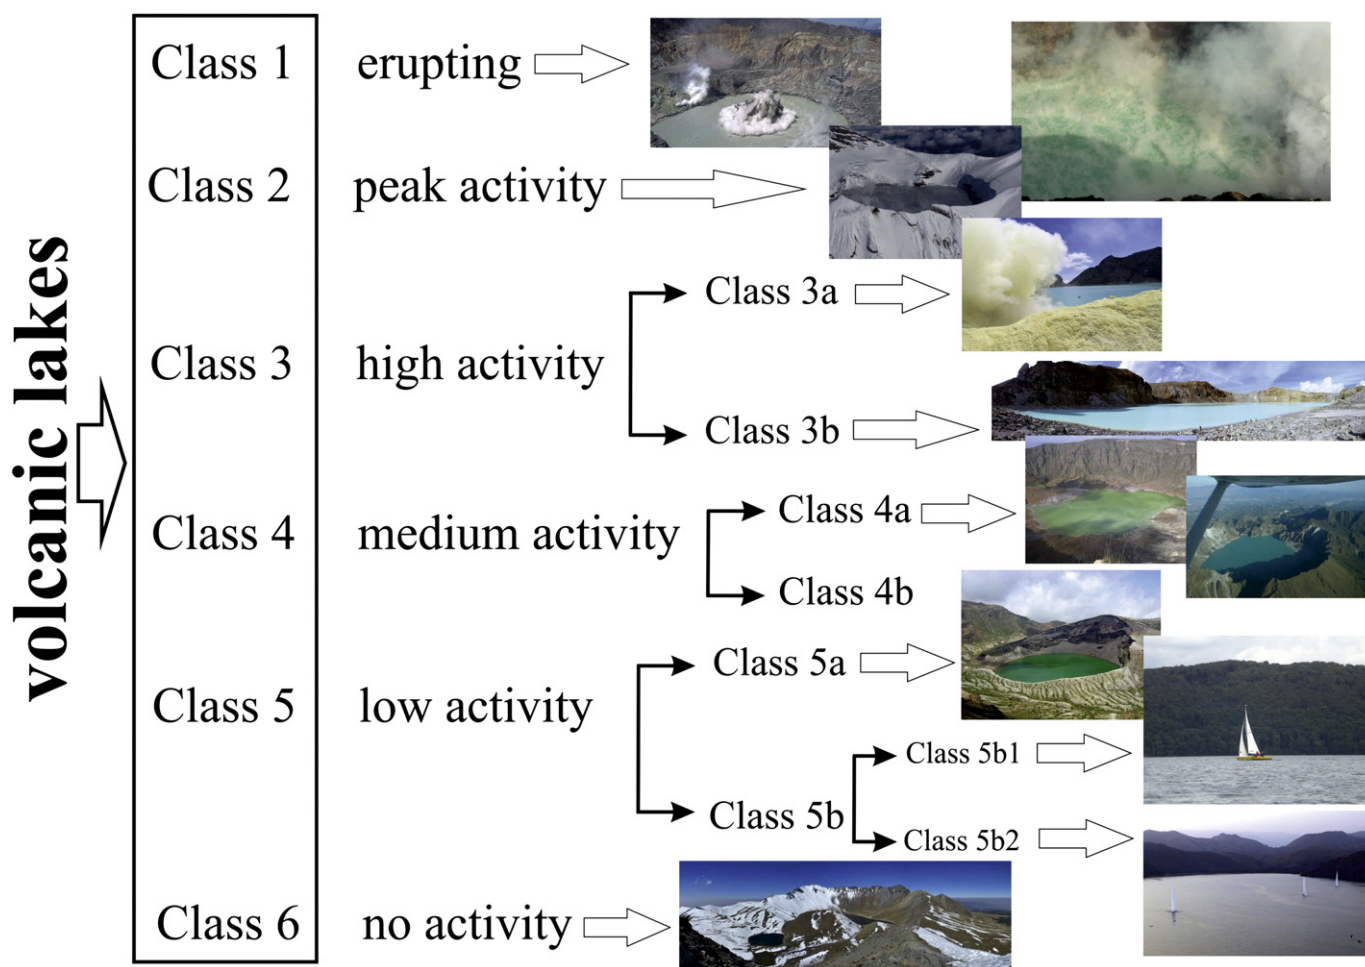 volcanic lakes
Class 1 erupting
Class 2 peak activity
Class 3 high activity
Class 3a
Class 3b
Class 4 medium activity
Class 4a
Class 4b
Class 5 low activity
Class 5a
Class 5b
Class 5b1
Class 5b2
Class 6 no activity